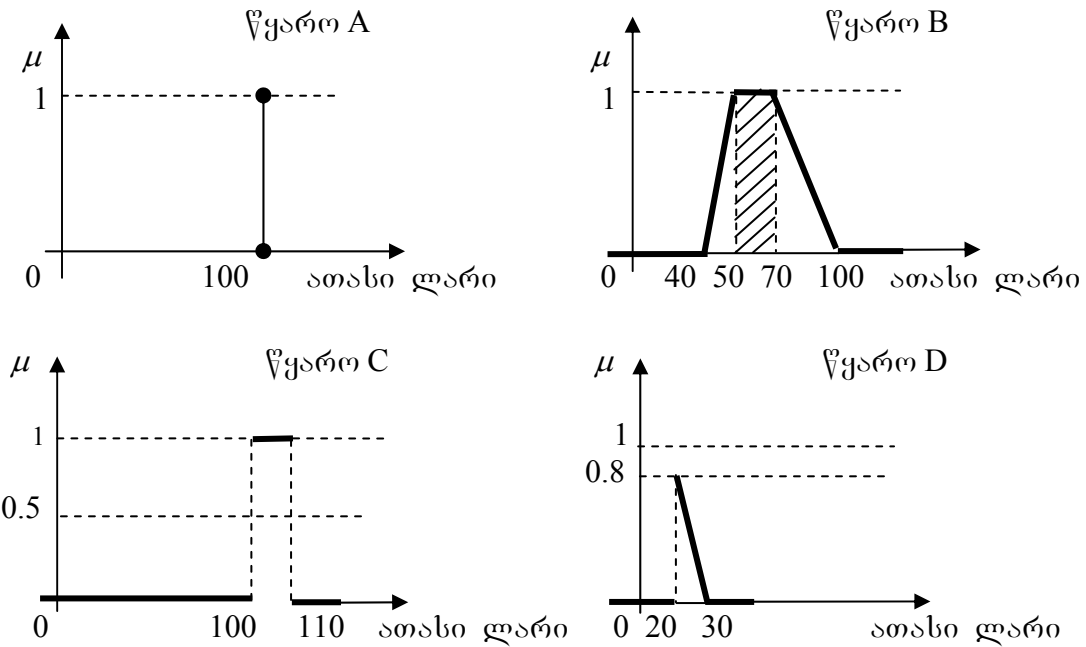 წყარო A
μ
1
0 100 ათასი ლარი
წყარო B
μ
1
0 40 50 70 100 ათასი ლარი
წყარო C
μ
1
0.5
0 100 110 ათასი ლარი
წყარო D
μ
1
0.8
0 20 30 ათასი ლარი